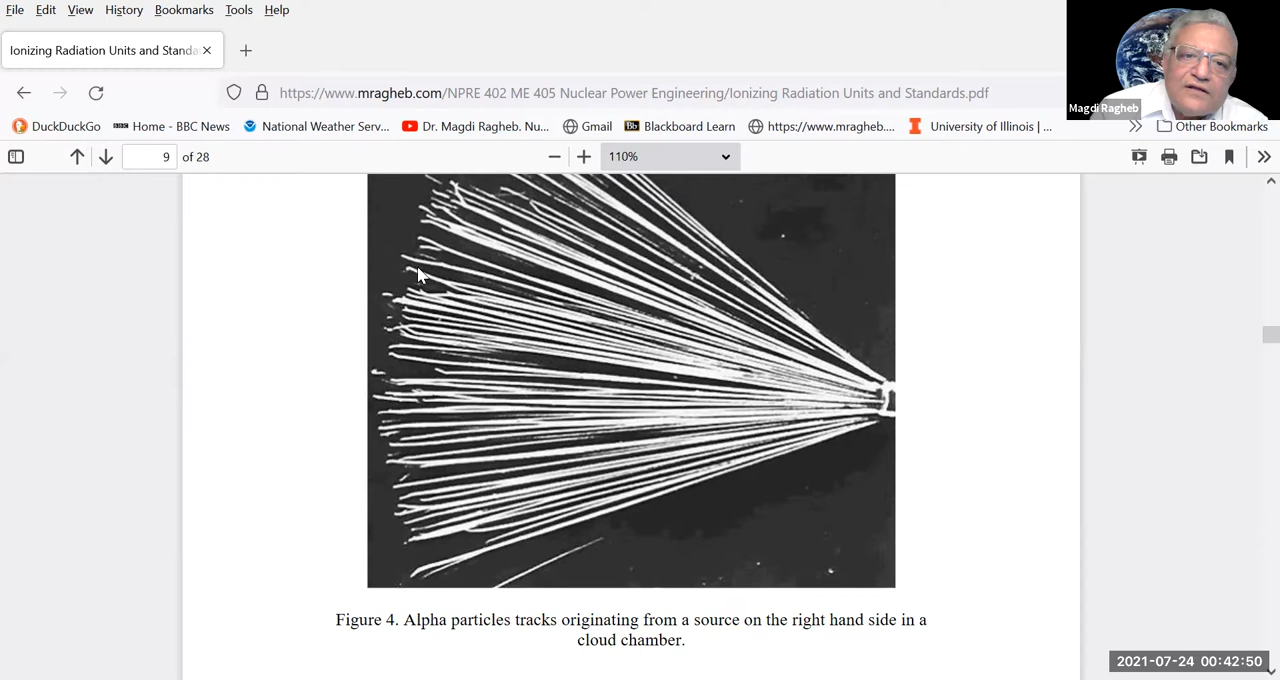 File Edit View History Bookmarks Tools Help
Ionizing Radiation Units and Standa
https://www.mragheb.com/NPRE 402 ME 405 Nuclear Power Engineering/Ionizing Radiation Units and Standards.pdf
Magdi Ragheb
DuckDuckGo BBC Home - BBC News National Weather Serv... Dr. Magdi Ragheb. Nu... Gmail Bb Blackboard Learn https://www.mragheb.... I University of Illinois |... Other Bookmarks
9 of 28 110%
Figure 4. Alpha particles tracks originating from a source on the right hand side in a
cloud chamber.
2021-07-24 00:42:50